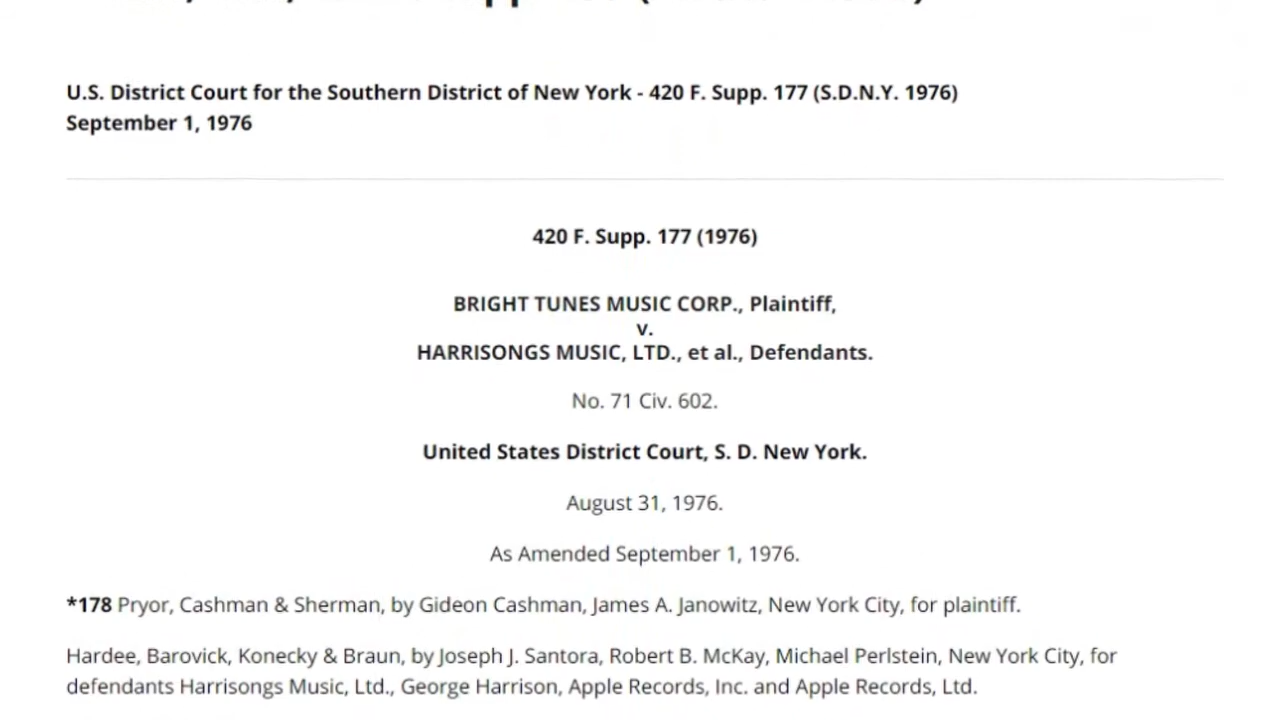 U.S. District Court for the Southern District of New York - 420 F. Supp. 177 (S.D.N.Y. 1976)
September 1, 1976
420 F. Supp. 177 (1976)
BRIGHT TUNES MUSIC CORP., Plaintiff,
v.
HARRISONGS MUSIC, LTD., et al., Defendants.
No. 71 Civ. 602.
United States District Court, S. D. New York.
August 31, 1976.
As Amended September 1, 1976.
*178 Pryor, Cashman & Sherman, by Gideon Cashman, James A. Janowitz, New York City, for plaintiff.
Hardee, Barovick, Konecky & Braun, by Joseph J. Santora, Robert B. McKay, Michael Perlstein, New York City, for
defendants Harrisongs Music, Ltd., George Harrison, Apple Records, Inc. and Apple Records, Ltd.